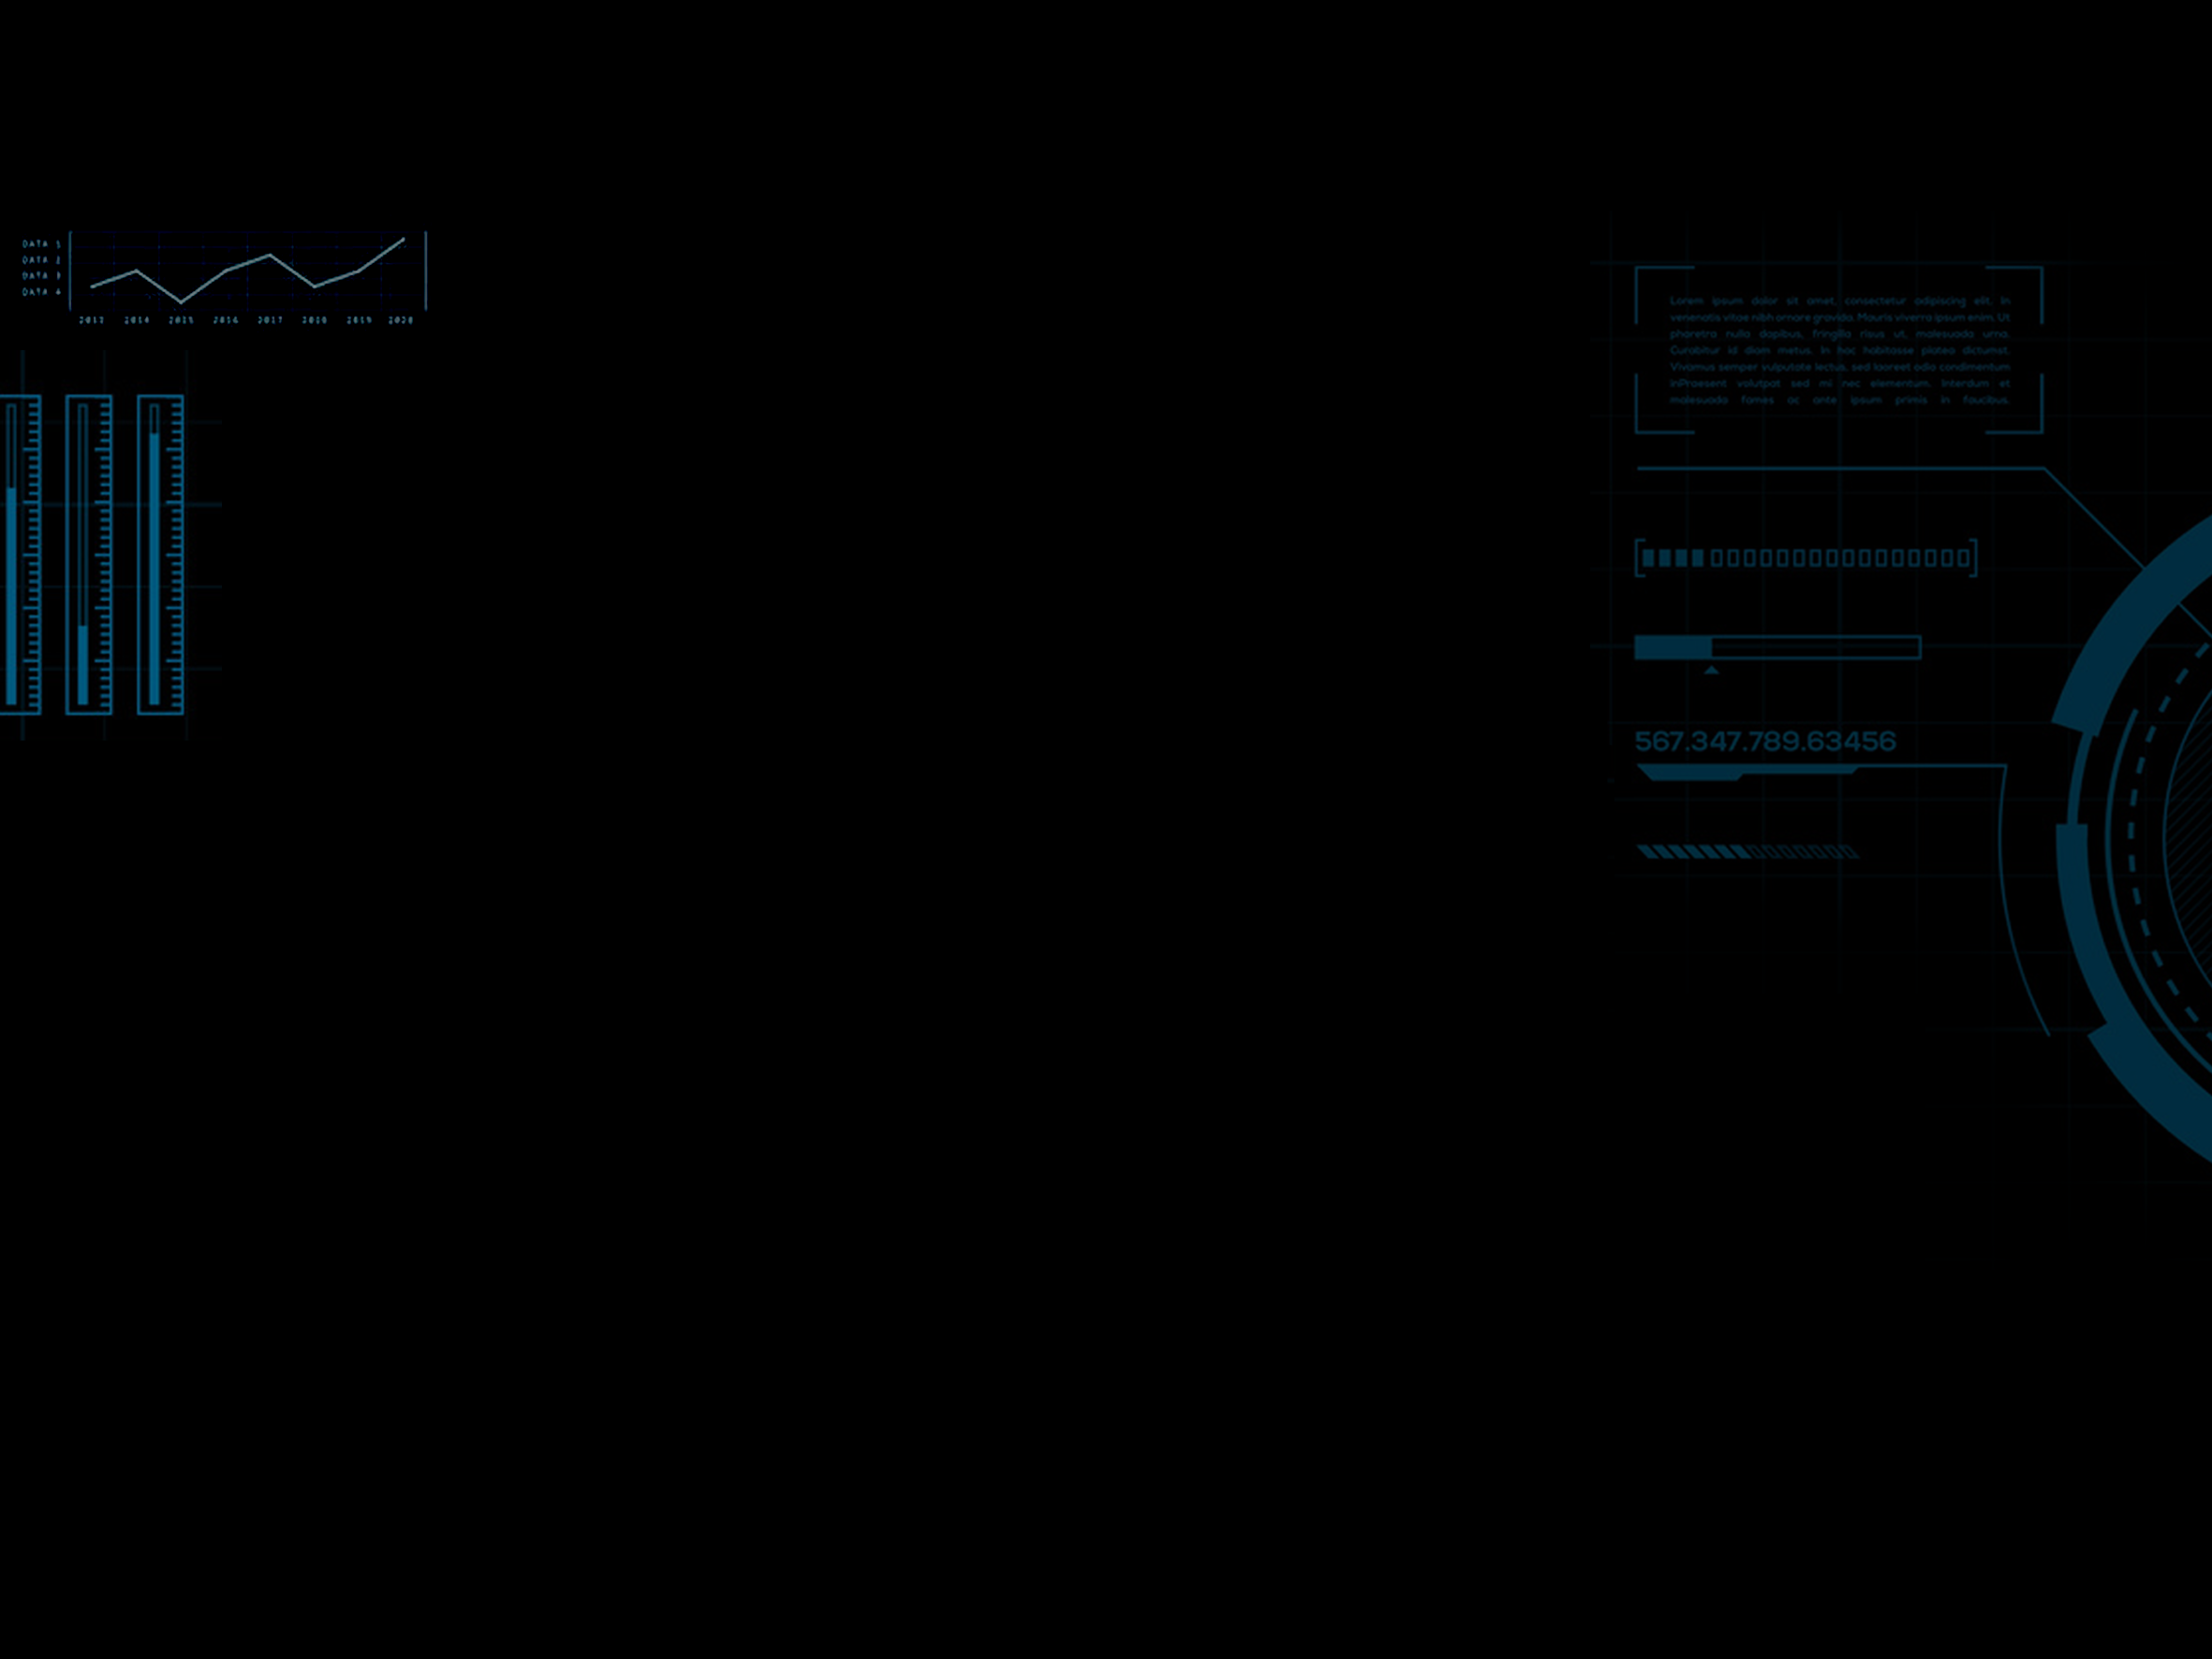 DATA 1
DATA 2
DATA 3
DATA 4
2013 2014 2015 2016 2017 2018 2019 2020
Lorem ipsum dolor sit amet, consectetur adipiscing elit. In
venenatis vitae nibh ornare gravida. Mauris viverra ipsum enim. Ut
pharetra nulla dapibus, fringilla risus ut, malesuada urna.
Curabitur id diam metus. In hac habitasse platea dictumst.
Vivamus semper vulputate lectus, sed laoreet odio condimentum
inPraesent volutpat sed mi nec elementum. Interdum et
malesuada fames ac ante ipsum primis in faucibus.
567.347.789.63456